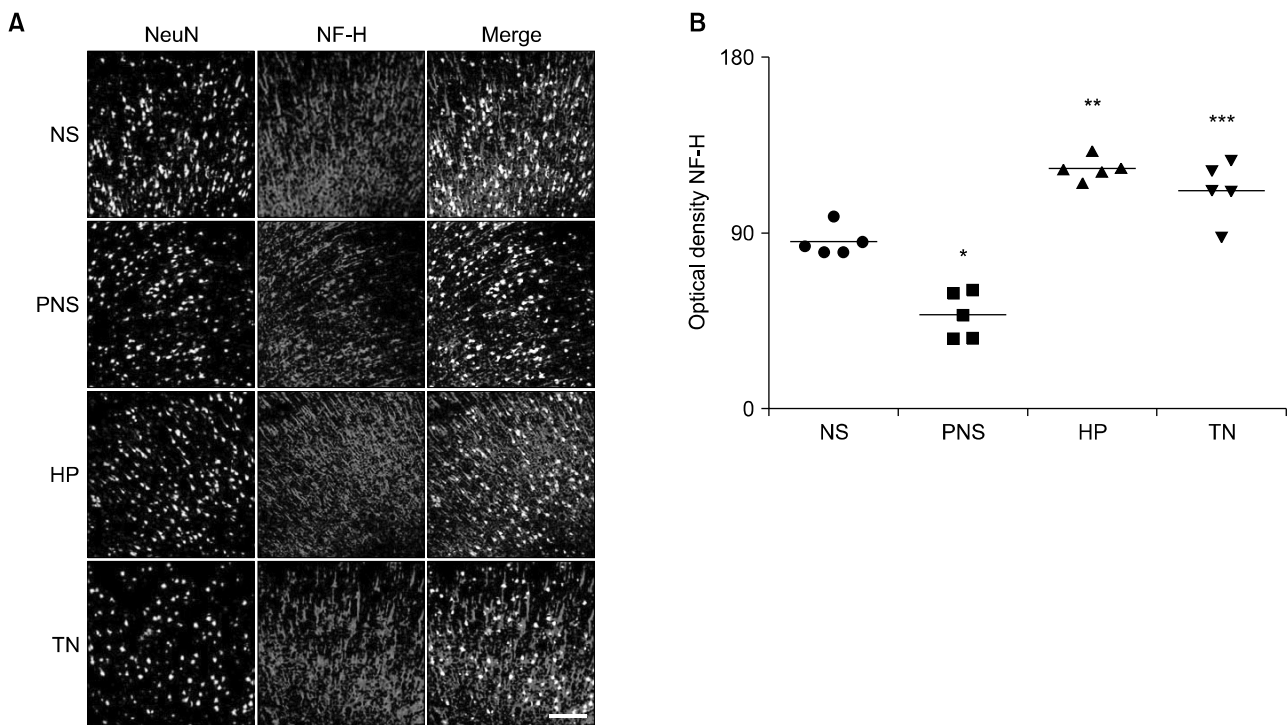 A
NeuN NF-H Merge
NS
PNS
HP
TN
B
Optical density NF-H
180
90
0
*
**
***
NS PNS HP TN